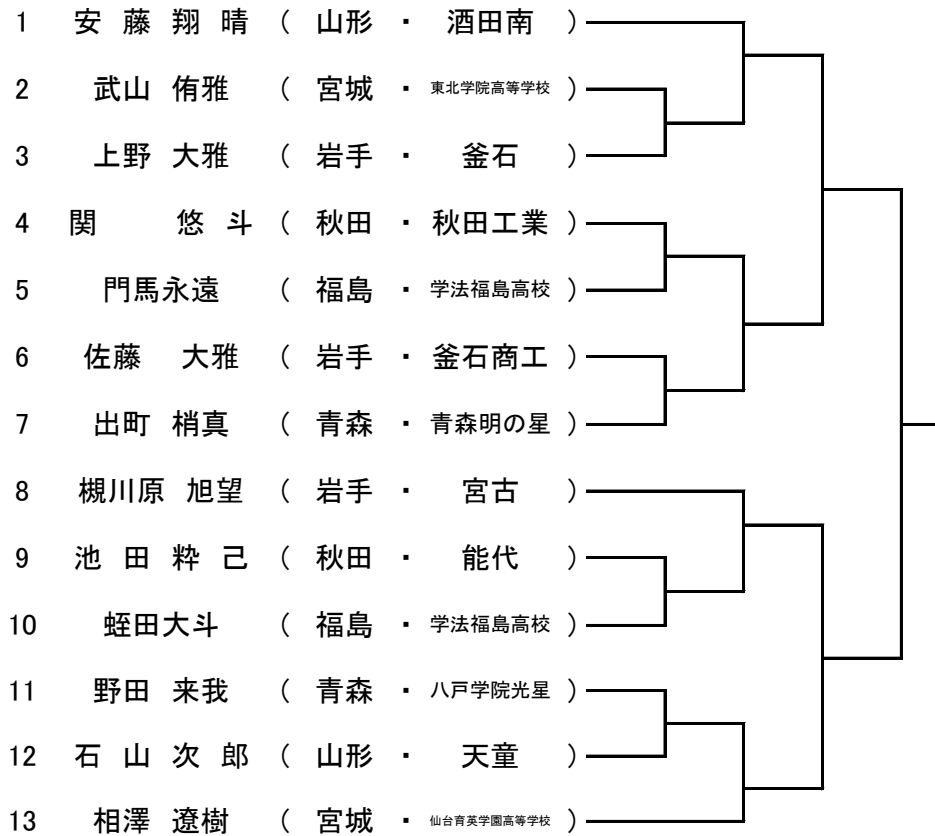 1 安 藤 翔 晴 ( 山形 ・ 酒田南 )
2 武山 侑雅 ( 宮城 ・ 東北学院高等学校 )
3 上野 大雅 ( 岩手 ・ 釜石 )
4 関 悠 斗 ( 秋田 ・ 秋田工業 )
5 門馬永遠 ( 福島 ・ 学法福島高校 )
6 佐藤 大雅 ( 岩手 ・ 釜石商工 )
7 出町 梢真 ( 青森 ・ 青森明の星 )
8 槻川原 旭望 ( 岩手 ・ 宮古 )
9 池 田 粋 己 ( 秋田 ・ 能代 )
10 蛭田大斗 ( 福島 ・ 学法福島高校 )
11 野田 来我 ( 青森 ・ 八戸学院光星 )
12 石 山 次 郎 ( 山形 ・ 天童 )
13 相澤 遼樹 ( 宮城 ・ 仙台育英学園高等学校 )